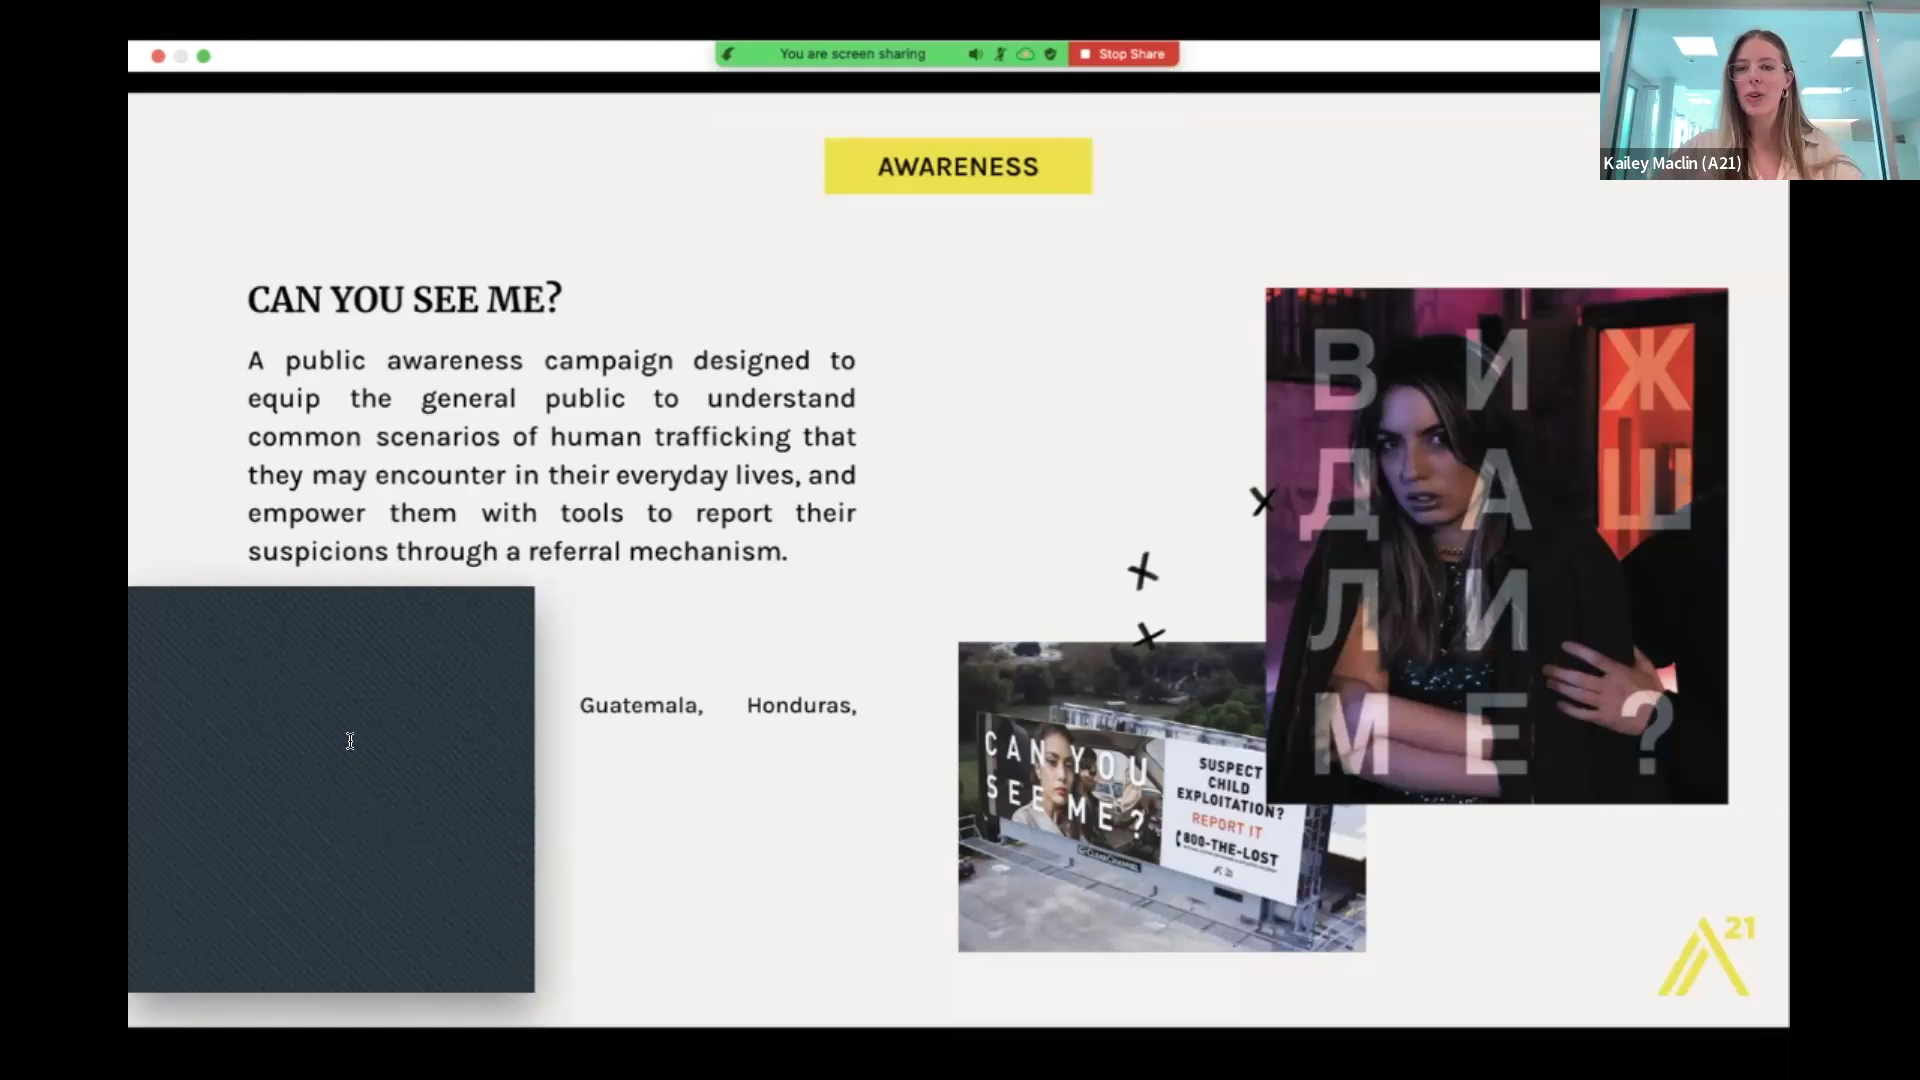 You are screen sharing
Stop Share
Kailey Maclin (A21)
AWARENESS
CAN YOU SEE ME?
A public awareness campaign designed to
equip the general public to understand
common scenarios of human trafficking that
they may encounter in their everyday lives, and
empower them with tools to report their
suspicions through a referral mechanism.
Guatemala, Honduras,
CAN YOU
SEE ME?
SUSPECT
CHILD
EXPLOITATION?
REPORT IT
800-THE-LOST
CLEARCHANNEL
ВИЖ
ДАШ
ЛИ
МЕ?
A21